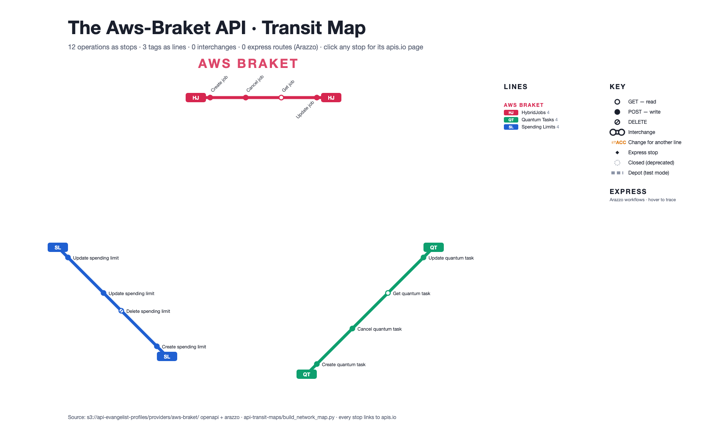 The Aws-Braket API · Transit Map
12 operations as stops · 3 tags as lines · 0 interchanges · 0 express routes (Arazzo) · click any stop for its apis.io page
AWS BRAKET
Create job
Cancel job
Get job
HJ
HJ
Update job
LINES
AWS BRAKET
HJ HybridJobs 4
QT Quantum Tasks 4
SL Spending Limits 4
KEY
GET — read
POST — write
DELETE
Interchange
Change for another line
Express stop
Closed (deprecated)
Depot (test mode)
EXPRESS
Arazzo workflows · hover to trace
SL
Update spending limit
Update spending limit
Delete spending limit
Create spending limit
SL
QT
Update quantum task
Get quantum task
Cancel quantum task
Create quantum task
QT
Source: s3://api-evangelist-profiles/providers/aws-braket/ openapi + arazzo · api-transit-maps/build_network_map.py · every stop links to apis.io